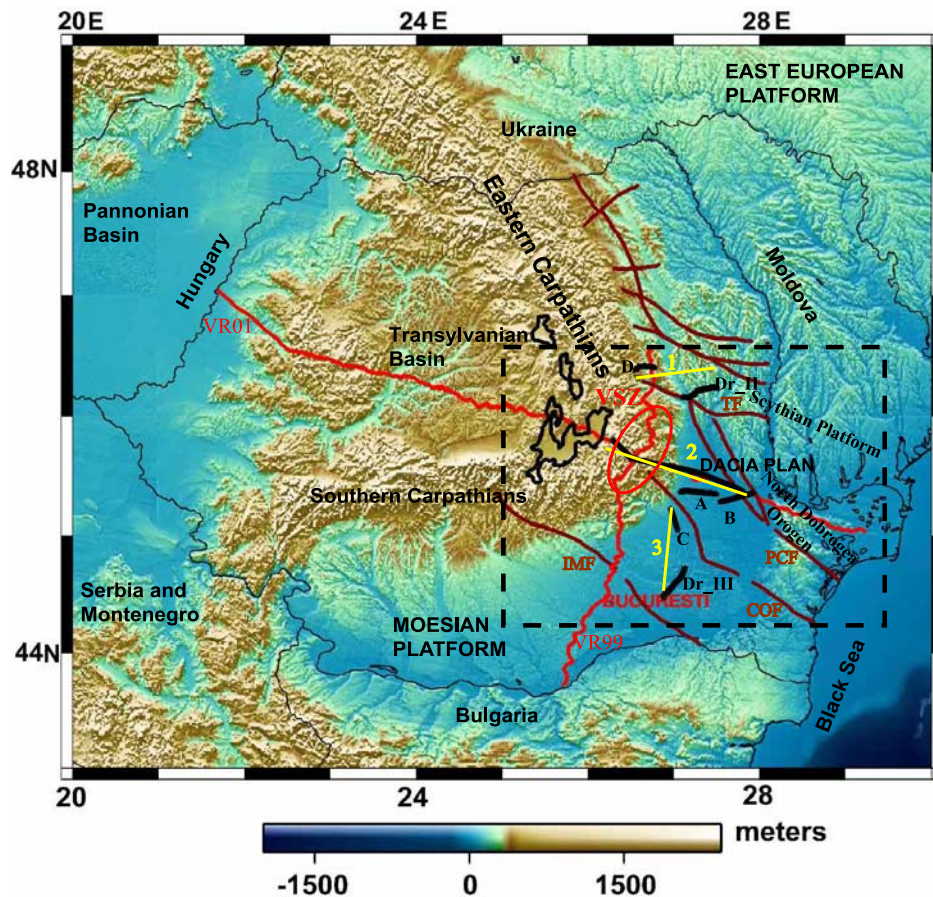 20E
24E
28E
EAST EUROPEAN
PLATFORM
Ukraine
48N
Eastern Carpathians
Pannonian
Basin
Hungary
Moldova
VR01
Transylvanian
Basin
D
1
Dr_II
VSZ
TF
Scythian Platform
2
DACIA PLAN
Southern Carpathians
A
B
North Dobrogea
Orogen
C
3
IMF
PCF
Dr_III
Serbia and
Montenegro
BUCURESTI
COF
MOESIAN
PLATFORM
VR99
44N
Black Sea
Bulgaria
20
24
28
meters
-1500
0
1500